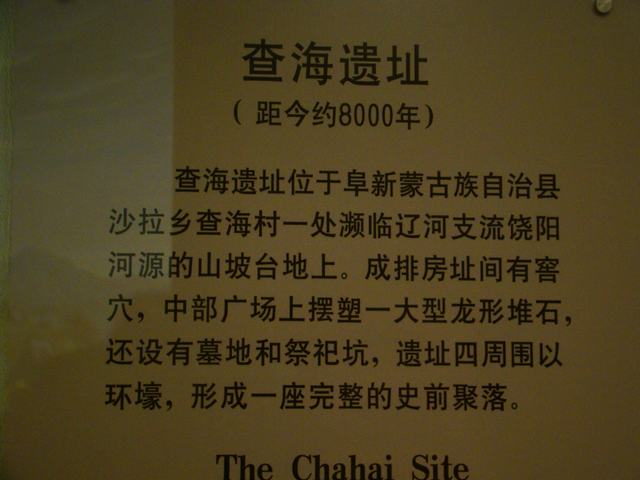 查海遗址
（距今约8000年）
查海遗址位于阜新蒙古族自治县
沙拉乡查海村一处濒临辽河支流饶阳
河源的山坡台地上。成排房址间有窖
穴，中部广场上摆塑一大型龙形堆石，
还设有墓地和祭祀坑，遗址四周围以
环壕，形成一座完整的史前聚落。
The Chahai Site